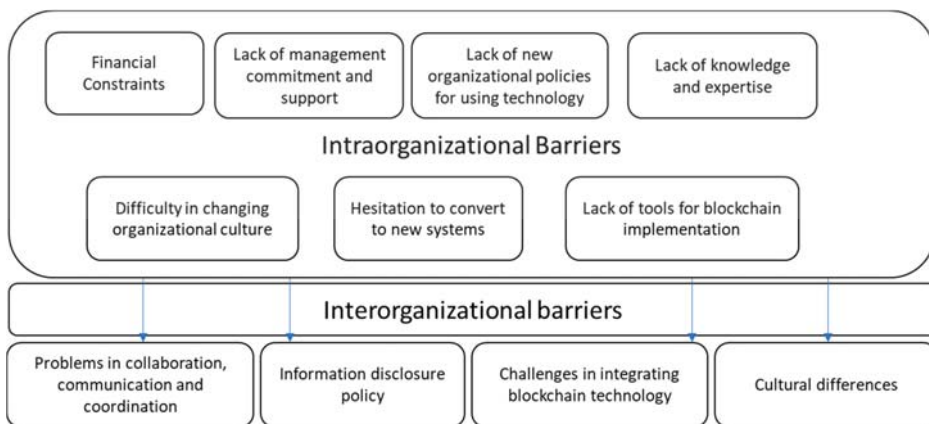 Financial
Constraints
Lack of management
commitment and
support
Lack of new
organizational policies
for using technology
Lack of knowledge
and expertise
Intraorganizational Barriers
Difficulty in changing
organizational culture
Hesitation to convert
to new systems
Lack of tools for blockchain
implementation
Interorganizational barriers
Problems in collaboration,
communication and
coordination
Information disclosure
policy
Challenges in integrating
blockchain technology
Cultural differences